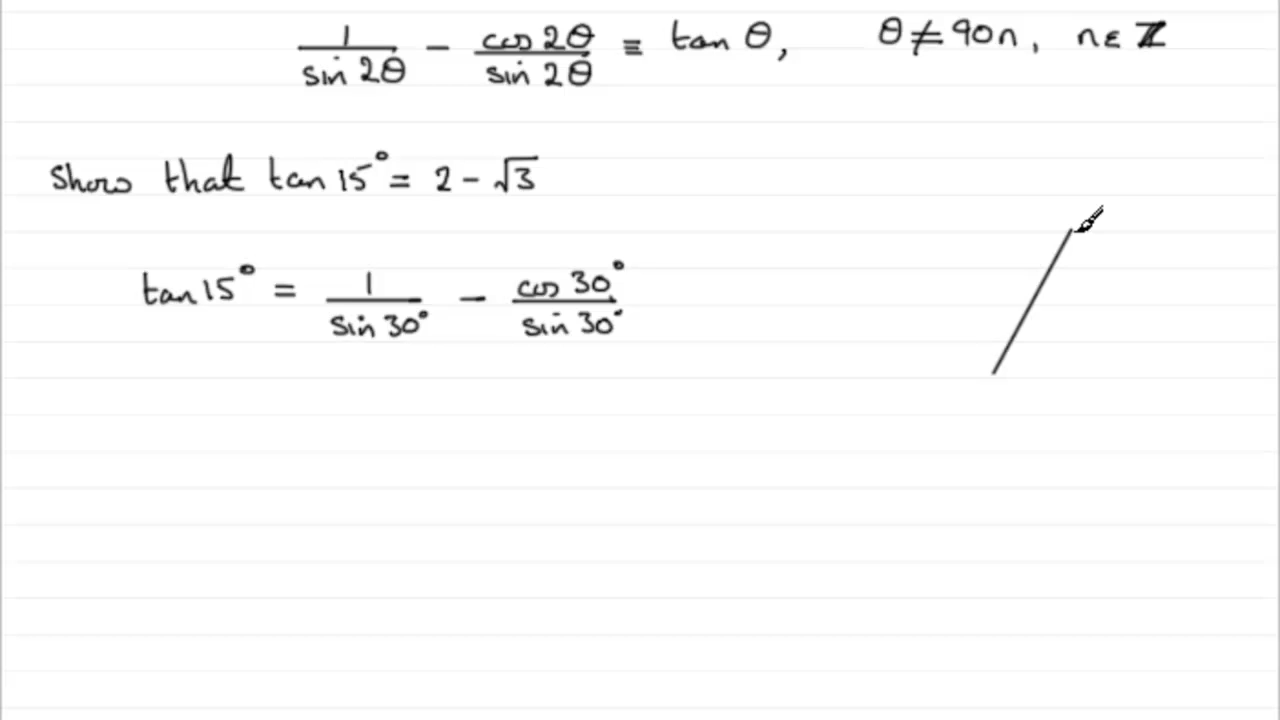 1/sin 2θ − cos 2θ/sin 2θ ≡ tan θ, θ ≠ 90n, n ∈ ℤ
Show that tan 15° = 2 − √3
tan 15° = 1/sin 30° − cos 30°/sin 30°